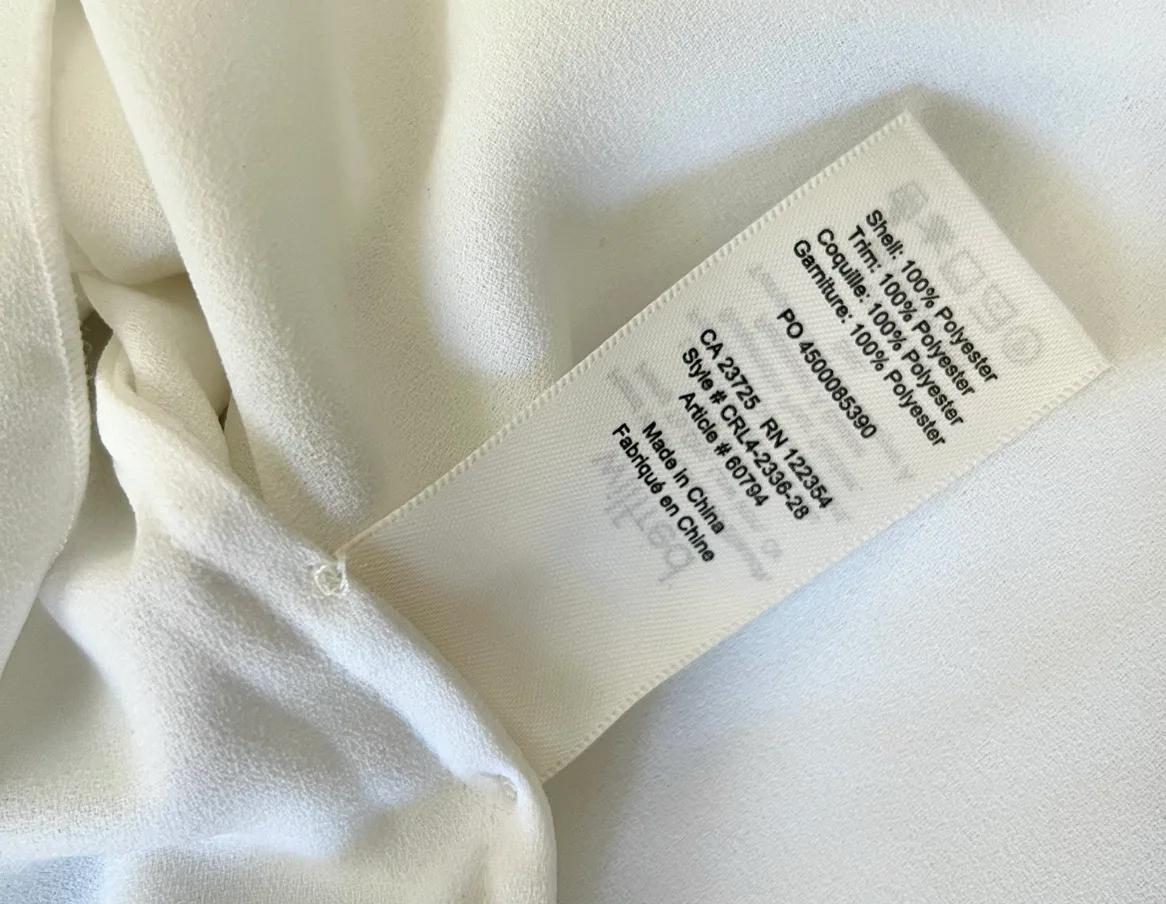 Shell: 100% Polyester
Trim: 100% Polyester
Coquille: 100% Polyester
Garniture: 100% Polyester
PO 4500085390
CA 23725 RN 122354
Style # CRL4-2336-28
Article # 60794
Made In China
Fabriqué en Chine
Wilfred